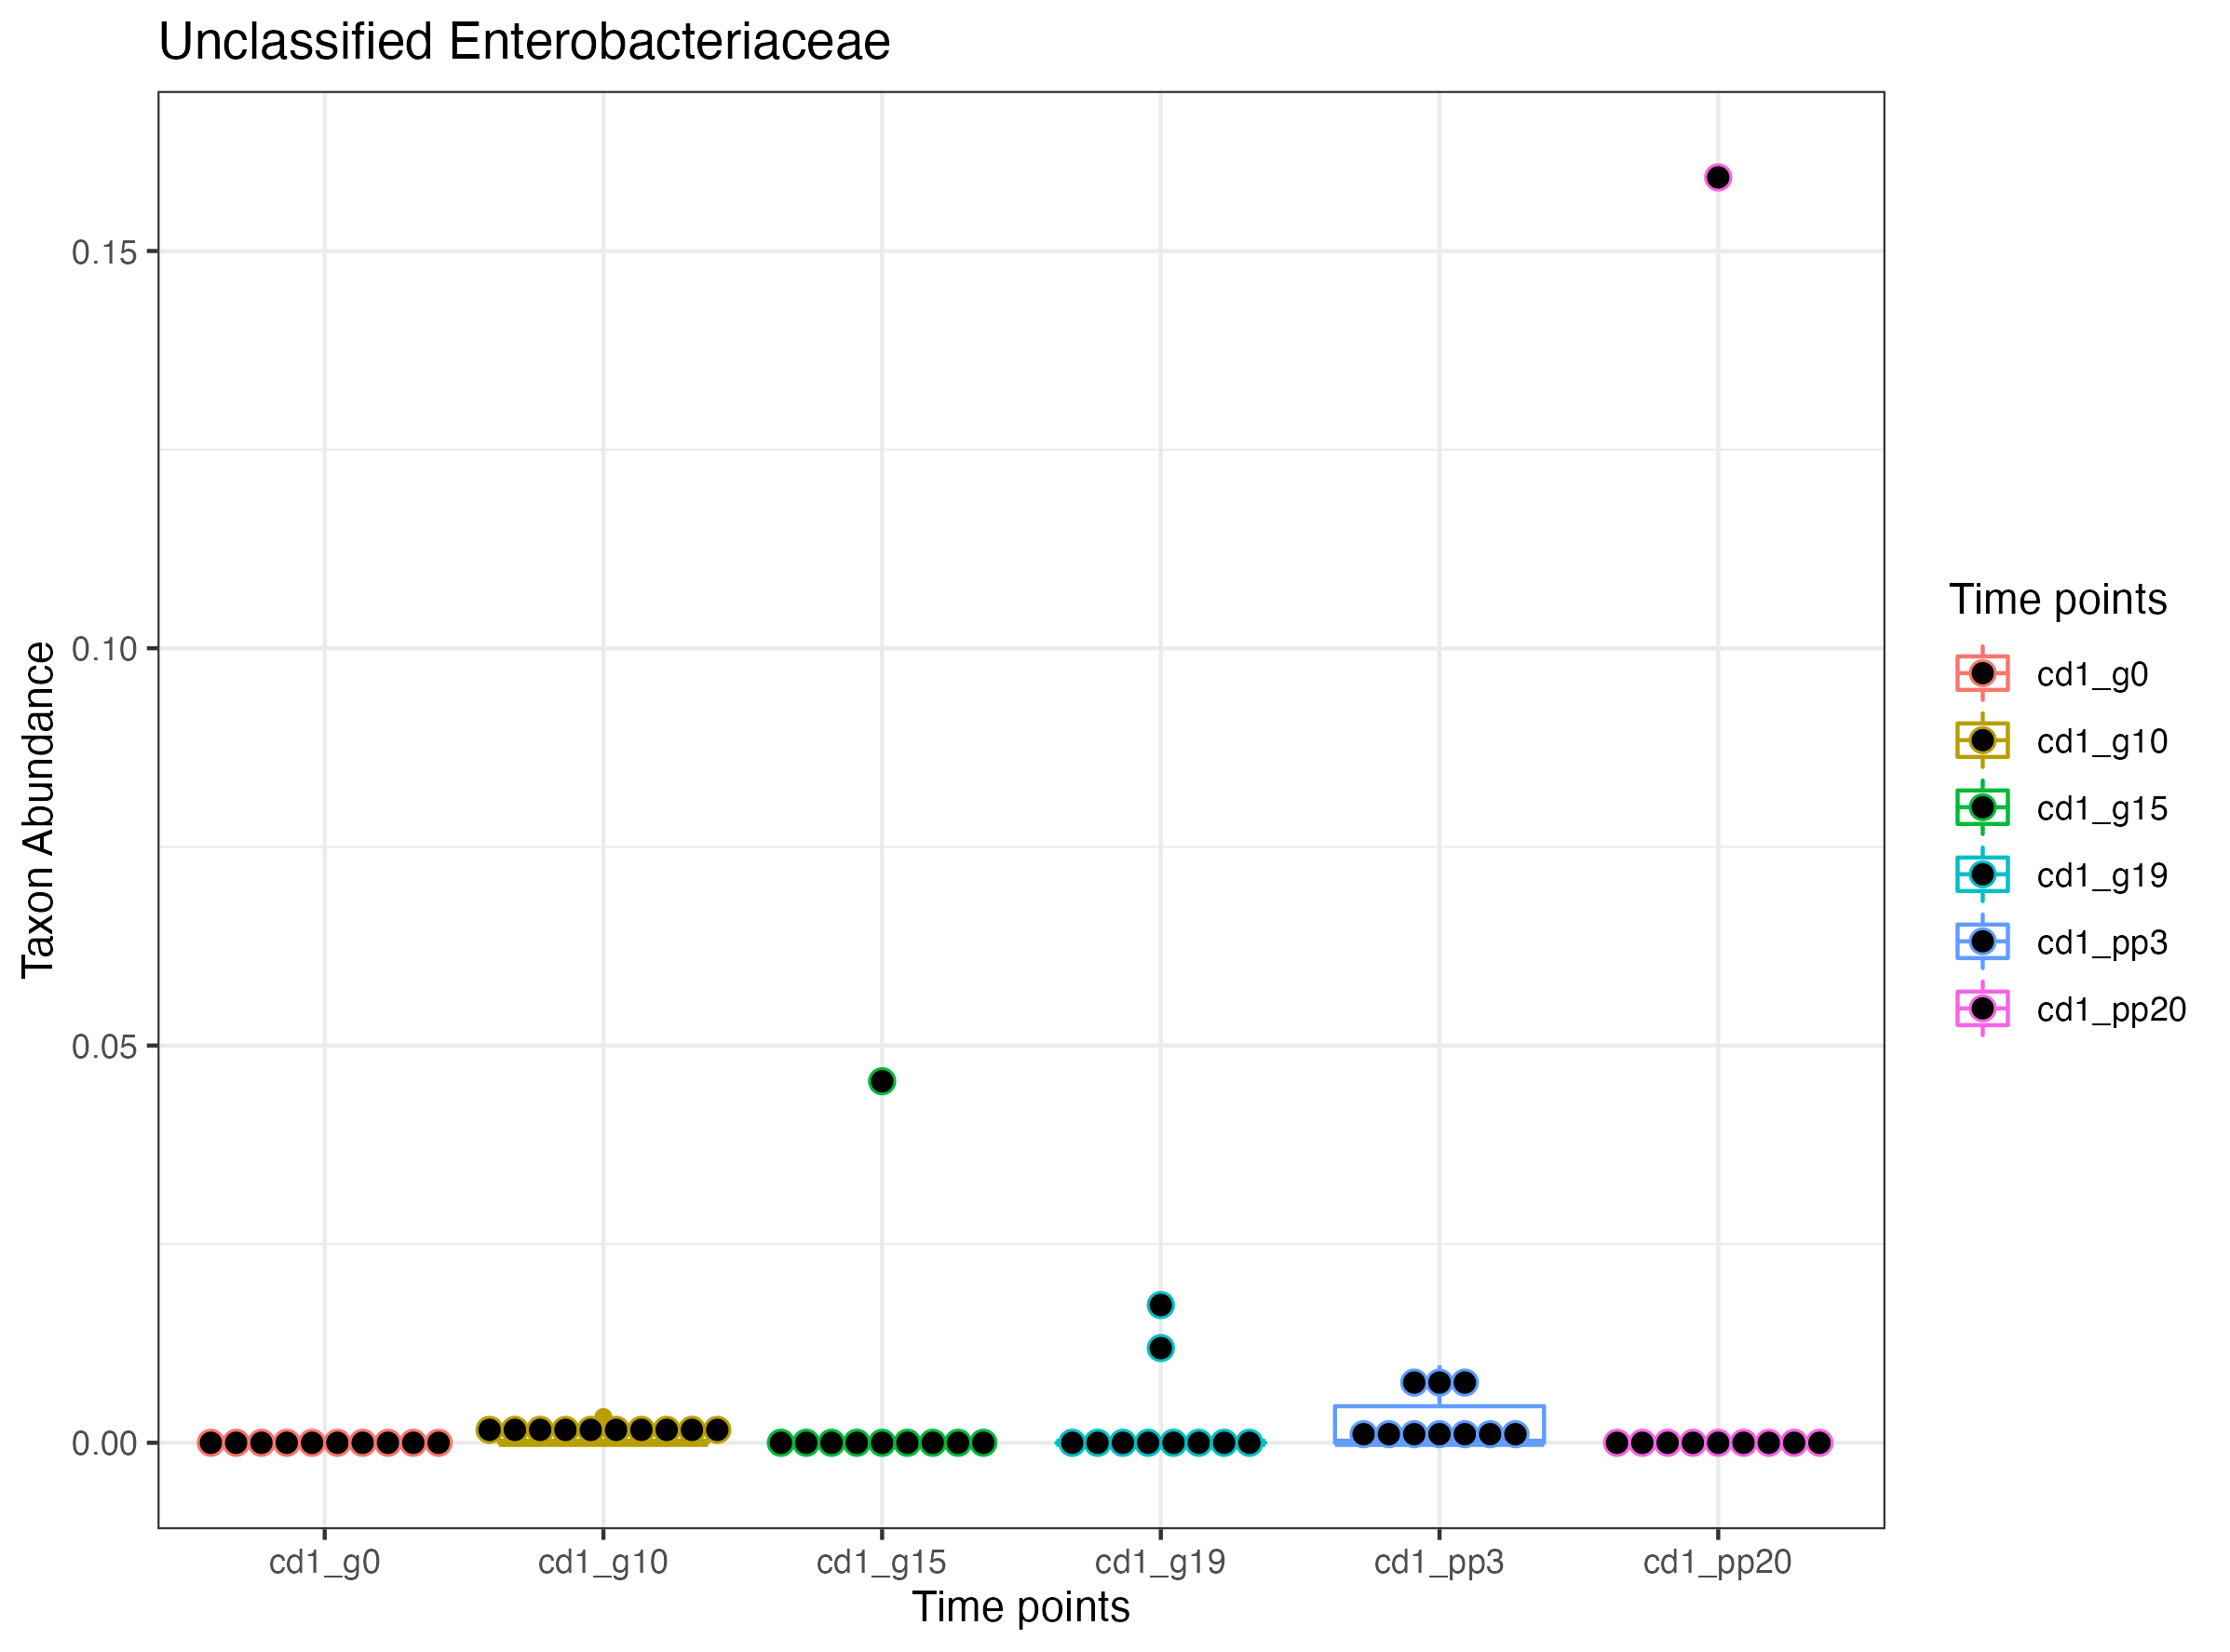 Unclassified Enterobacteriaceae
Taxon Abundance
0.15
0.10
0.05
0.00
cd1_g0
cd1_g10
cd1_g15
cd1_g19
cd1_pp3
cd1_pp20
Time points
Time points
cd1_g0
cd1_g10
cd1_g15
cd1_g19
cd1_pp3
cd1_pp20